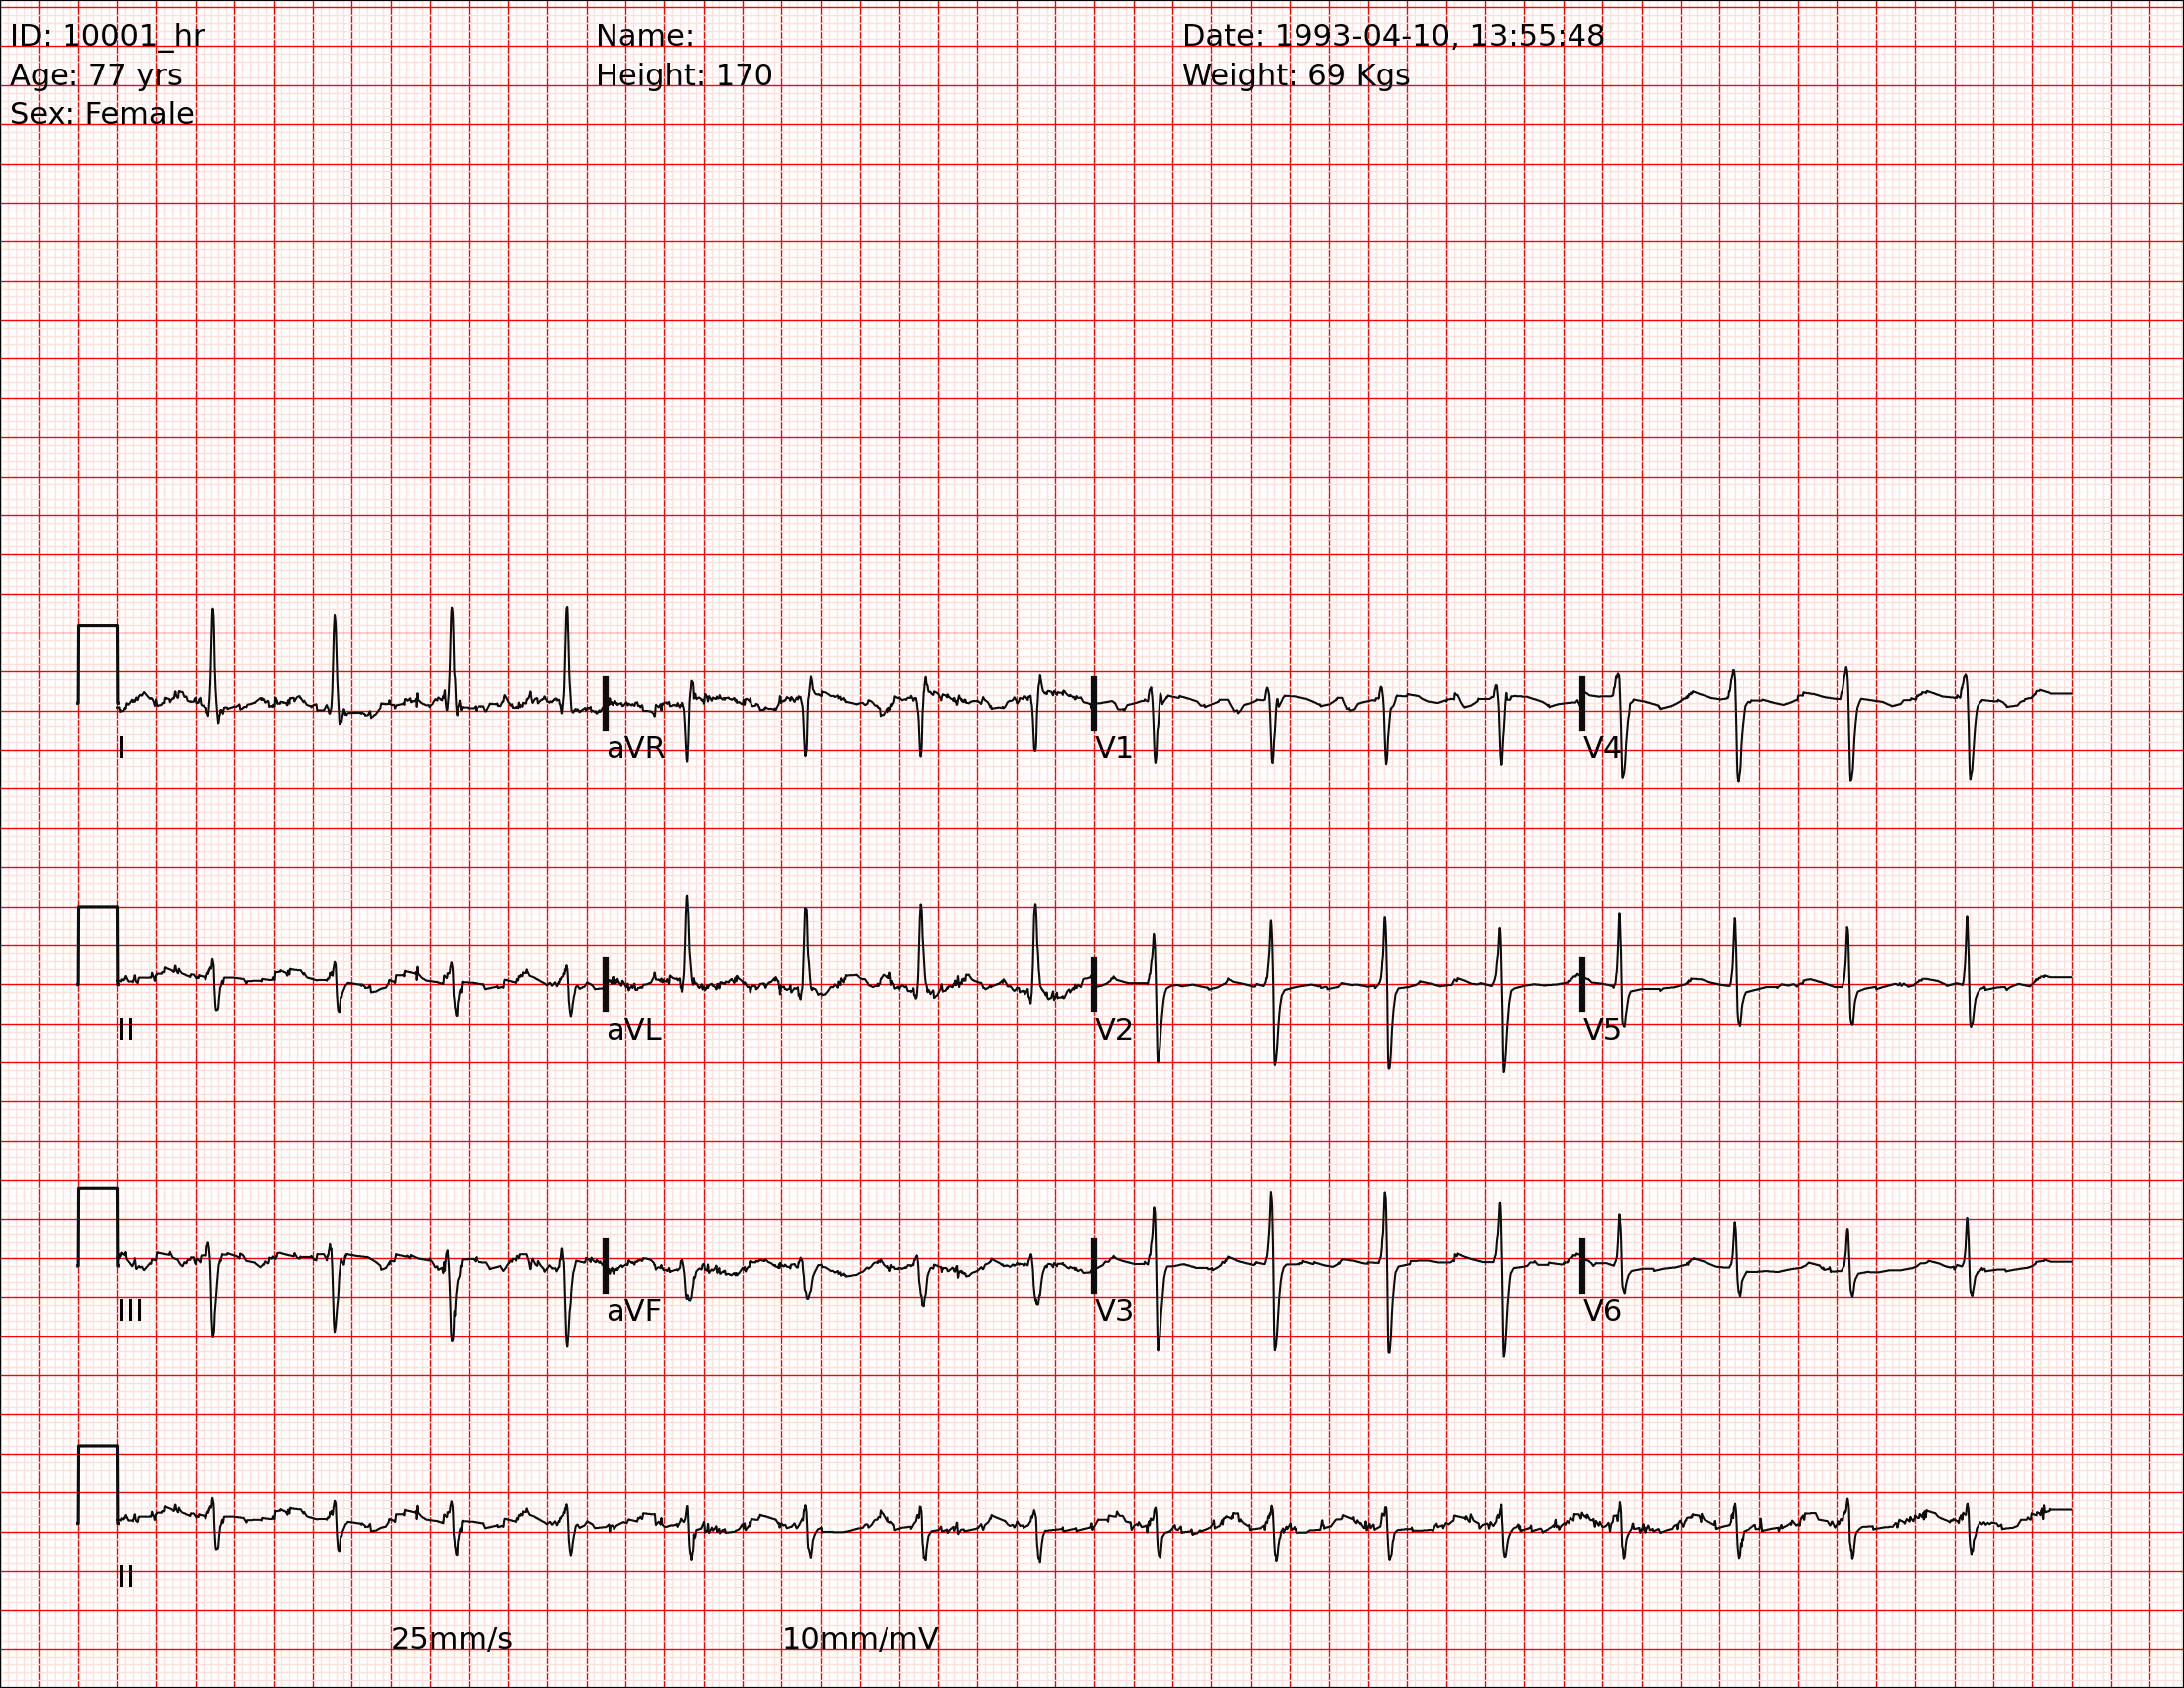 ID: 10001_hr
Name:
Date: 1993-04-10, 13:55:48
Age: 77 yrs
Height: 170
Weight: 69 Kgs
Sex: Female
I
aVR
V1
V4
II
aVL
V2
V5
III
aVF
V3
V6
II
25mm/s
10mm/mV